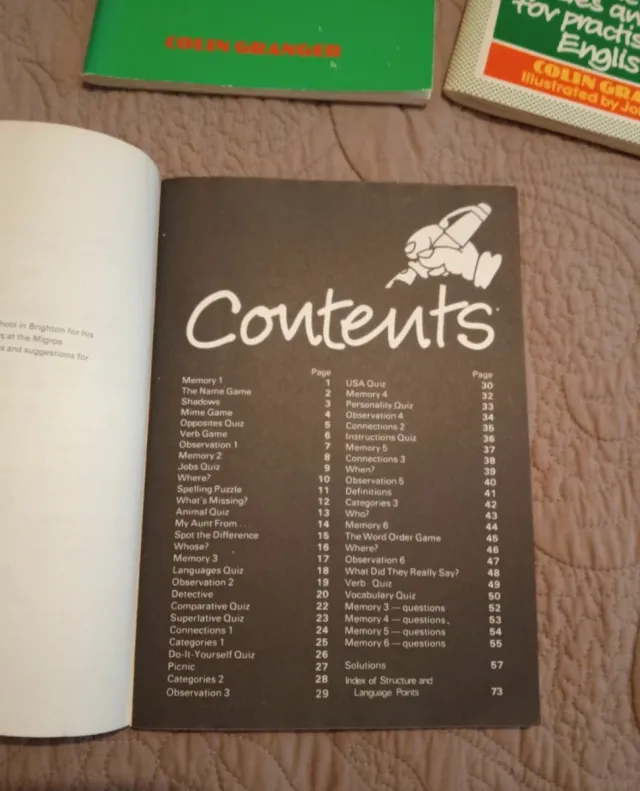 COLIN GRANGER
es an
for practis
Englis
COLIN GRA
Illustrated by Jo
hool in Brighton for his
s at the Migros
s and suggestions for
Contents
Page
Memory 1 1
The Name Game 2
Shadows 3
Mime Game 4
Opposites Quiz 5
Verb Game 6
Observation 1 7
Memory 2 8
Jobs Quiz 9
Where? 10
Spelling Puzzle 11
What's Missing? 12
Animal Quiz 13
My Aunt From . . . 14
Spot the Difference 15
Whose? 16
Memory 3 17
Languages Quiz 18
Observation 2 19
Detective 20
Comparative Quiz 22
Superlative Quiz 23
Connections 1 24
Categories 1 25
Do-It-Yourself Quiz 26
Picnic 27
Categories 2 28
Observation 3 29
Page
USA Quiz 30
Memory 4 32
Personality Quiz 33
Observation 4 34
Connections 2 35
Instructions Quiz 36
Memory 5 37
Connections 3 38
When? 39
Observation 5 40
Definitions 41
Categories 3 42
Who? 43
Memory 6 44
The Word Order Game 45
Where? 46
Observation 6 47
What Did They Really Say? 48
Verb Quiz 49
Vocabulary Quiz 50
Memory 3 — questions 52
Memory 4 — questions 53
Memory 5 — questions 54
Memory 6 — questions 55
Solutions 57
Index of Structure and
Language Points 73